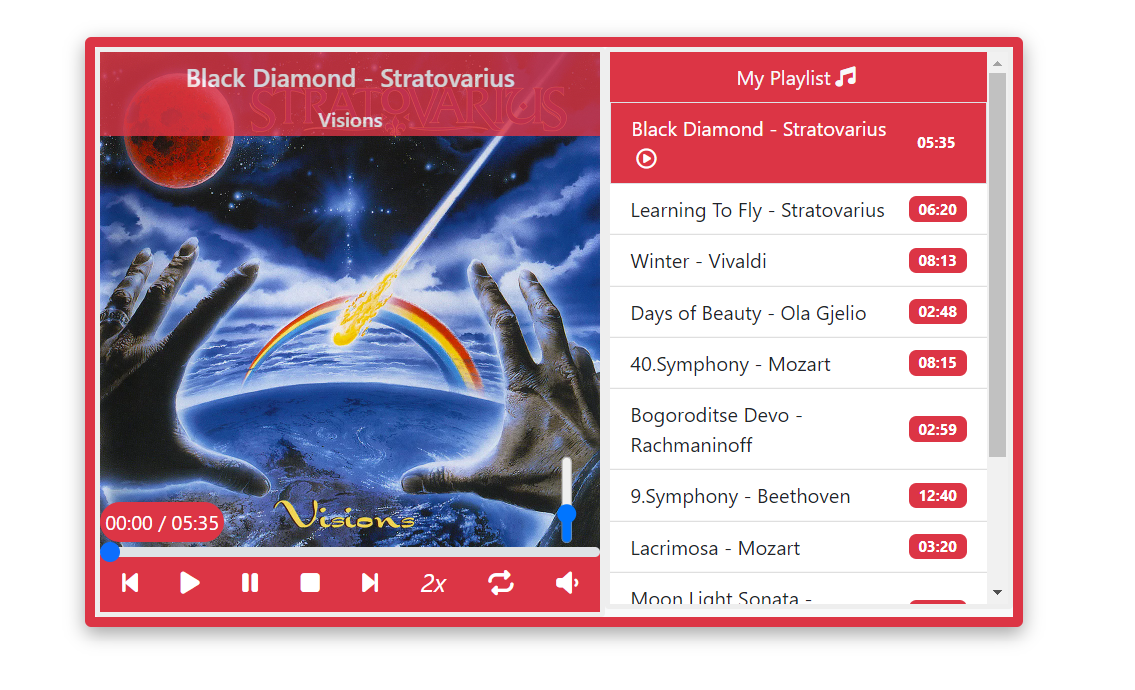 Black Diamond - Stratovarius
STRATOVARIUS
Visions
Visions
00:00 / 05:35
2x
My Playlist
Black Diamond - Stratovarius
05:35
Learning To Fly - Stratovarius
06:20
Winter - Vivaldi
08:13
Days of Beauty - Ola Gjelio
02:48
40.Symphony - Mozart
08:15
Bogoroditse Devo -
Rachmaninoff
02:59
9.Symphony - Beethoven
12:40
Lacrimosa - Mozart
03:20
Moon Light Sonata -